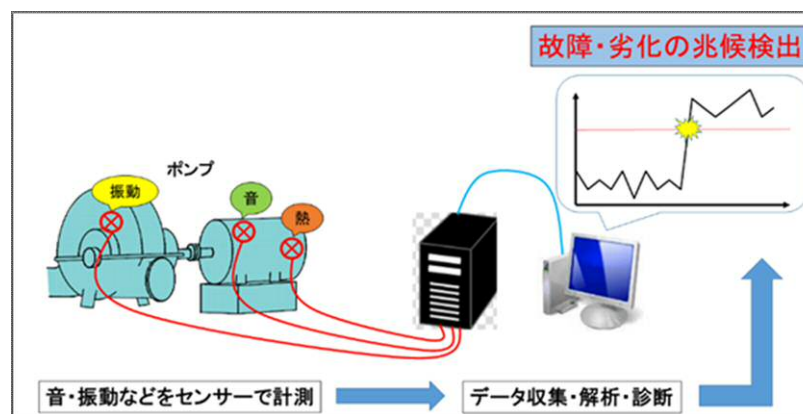 故障・劣化の兆候検出
ポンプ
振動
音
熱
音・振動などをセンサーで計測
データ収集・解析・診断